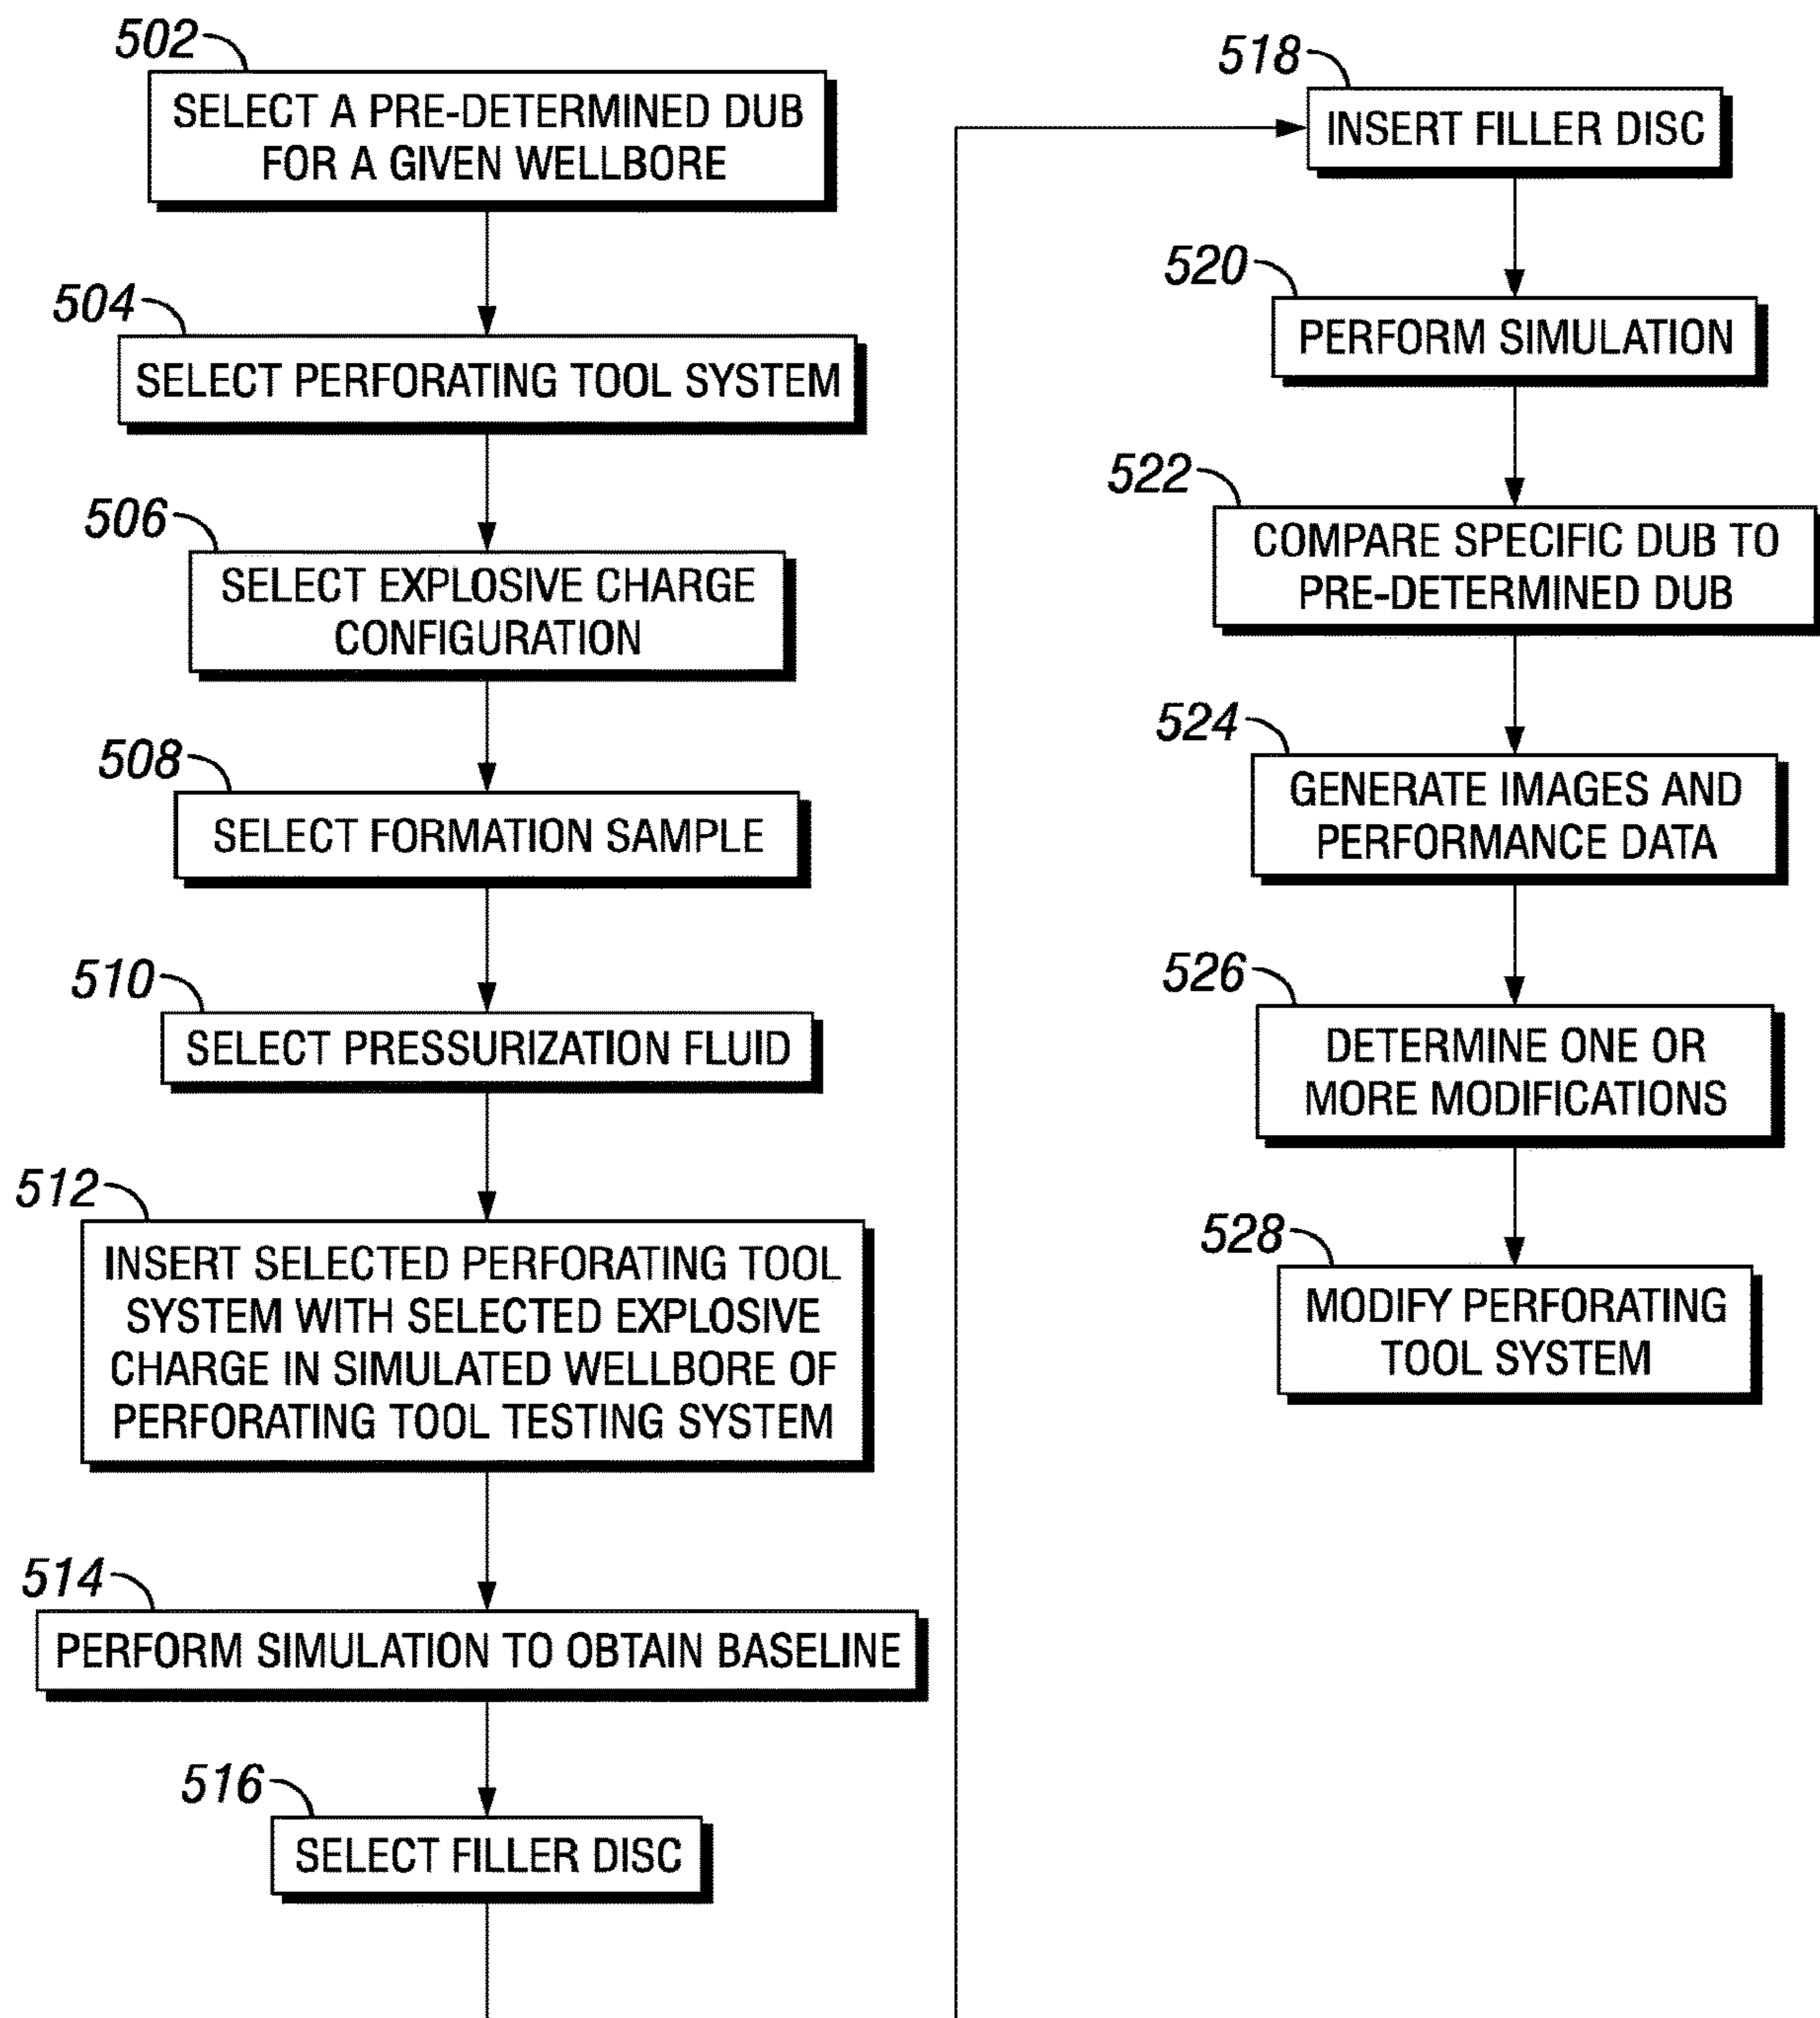 502
SELECT A PRE-DETERMINED DUB
FOR A GIVEN WELLBORE
504
SELECT PERFORATING TOOL SYSTEM
506
SELECT EXPLOSIVE CHARGE
CONFIGURATION
508
SELECT FORMATION SAMPLE
510
SELECT PRESSURIZATION FLUID
512
INSERT SELECTED PERFORATING TOOL
SYSTEM WITH SELECTED EXPLOSIVE
CHARGE IN SIMULATED WELLBORE OF
PERFORATING TOOL TESTING SYSTEM
514
PERFORM SIMULATION TO OBTAIN BASELINE
516
SELECT FILLER DISC
518
INSERT FILLER DISC
520
PERFORM SIMULATION
522
COMPARE SPECIFIC DUB TO
PRE-DETERMINED DUB
524
GENERATE IMAGES AND
PERFORMANCE DATA
526
DETERMINE ONE OR
MORE MODIFICATIONS
528
MODIFY PERFORATING
TOOL SYSTEM